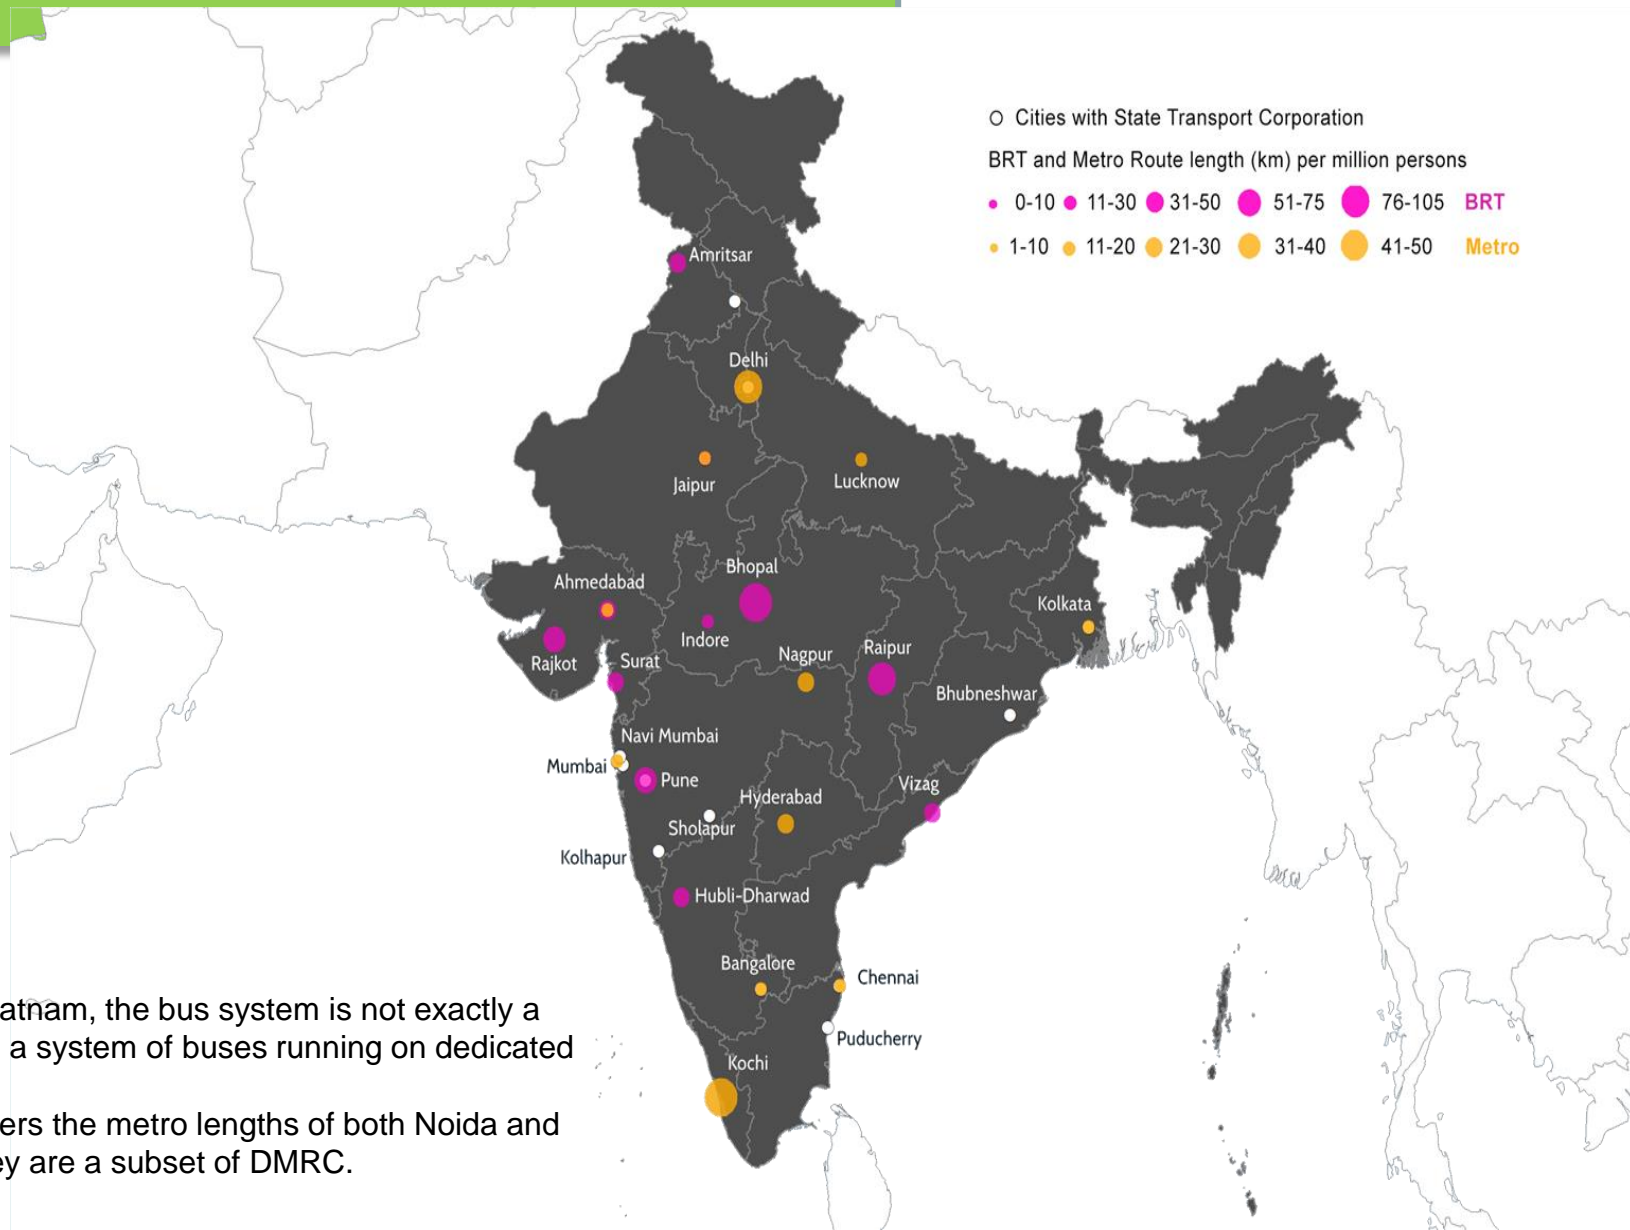 Cities with State Transport Corporation
BRT and Metro Route length (km) per million persons
0-10 11-30 31-50 51-75 76-105 BRT
1-10 11-20 21-30 31-40 41-50 Metro
Amritsar
Delhi
Jaipur
Lucknow
Bhopal
Ahmedabad
Kolkata
Indore
Rajkot
Surat
Nagpur
Raipur
Bhubneshwar
Navi Mumbai
Mumbai
Pune
Vizag
Hyderabad
Sholapur
Kolhapur
Hubli-Dharwad
Bangalore
Chennai
Puducherry
Kochi
atnam, the bus system is not exactly a
a system of buses running on dedicated
ers the metro lengths of both Noida and
ey are a subset of DMRC.